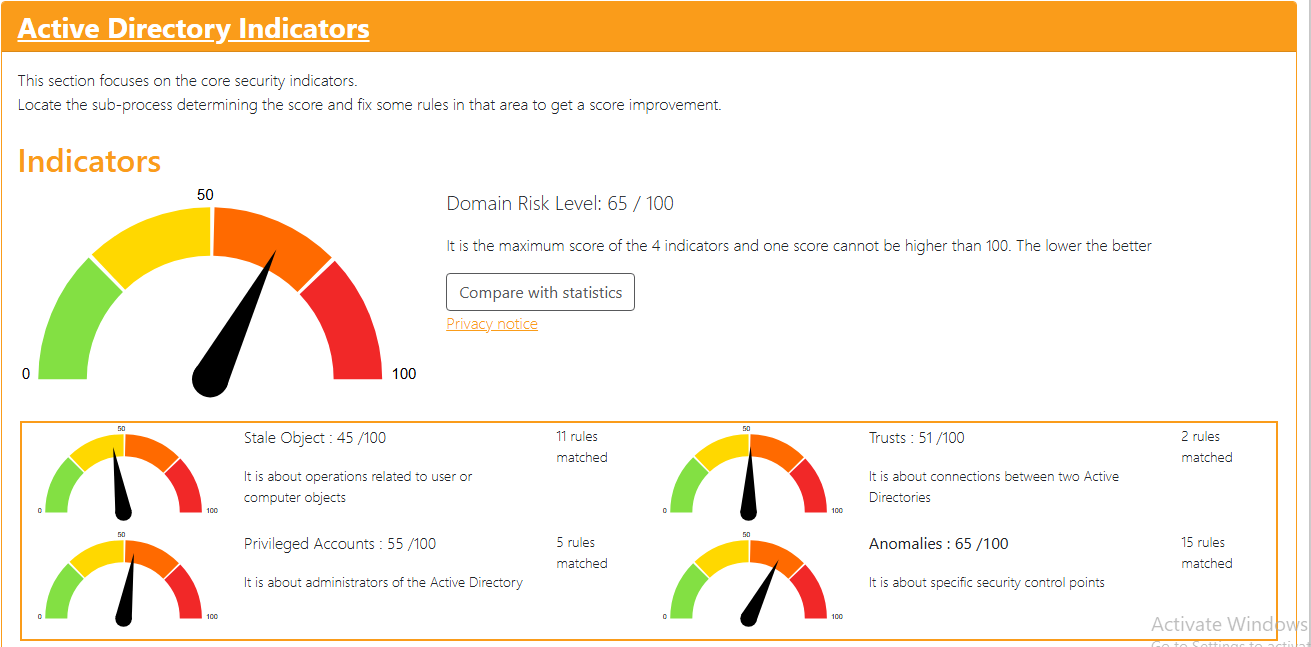 Active Directory Indicators
This section focuses on the core security indicators.
Locate the sub-process determining the score and fix some rules in that area to get a score improvement.
Indicators
50
0
100
Domain Risk Level: 65 / 100
It is the maximum score of the 4 indicators and one score cannot be higher than 100. The lower the better
Compare with statistics
Privacy notice
50
0
100
Stale Object : 45 /100
It is about operations related to user or
computer objects
11 rules
matched
50
0
100
Trusts : 51 /100
It is about connections between two Active
Directories
2 rules
matched
50
0
100
Privileged Accounts : 55 /100
It is about administrators of the Active Directory
5 rules
matched
50
0
100
Anomalies : 65 /100
It is about specific security control points
15 rules
matched
Activate Windows
Go to Settings to activat